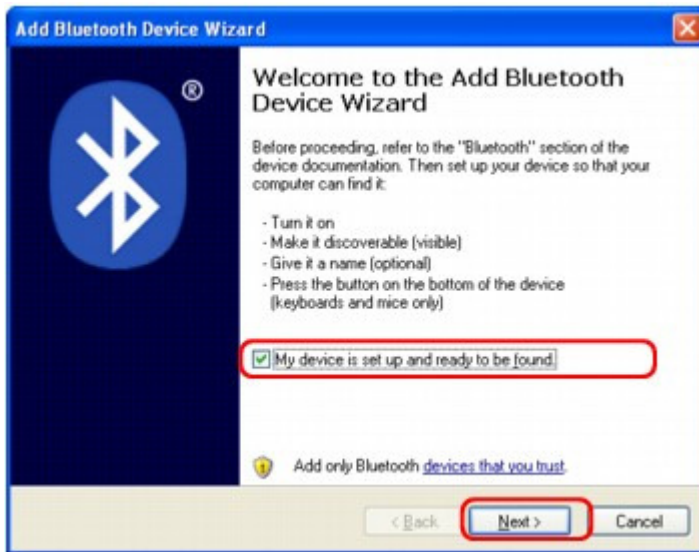 Add Bluetooth Device Wizard
®
Welcome to the Add Bluetooth
Device Wizard
Before proceeding, refer to the "Bluetooth" section of the
device documentation. Then set up your device so that your
computer can find it:
- Turn it on
- Make it discoverable (visible)
- Give it a name (optional)
- Press the button on the bottom of the device
(keyboards and mice only)
My device is set up and ready to be found.
Add only Bluetooth devices that you trust.
< Back Next > Cancel